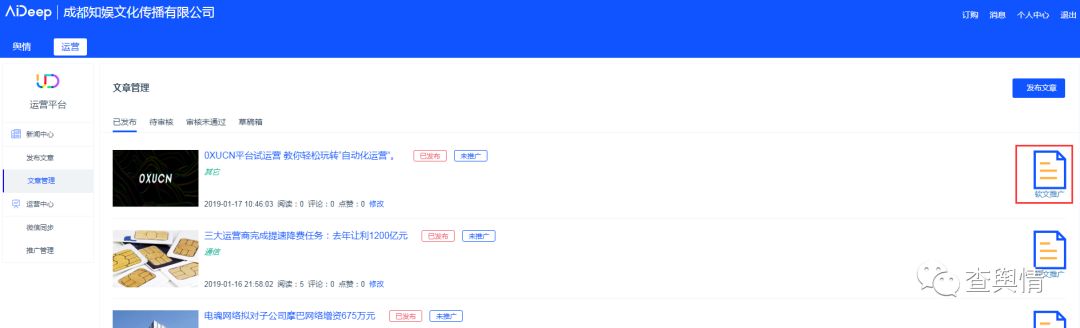 AiDeep 成都知娱文化传播有限公司
订购 消息 个人中心 退出
舆情 运营
运营平台
新闻中心
发布文章
文章管理
运营中心
微信同步
推广管理
文章管理
发布文章
已发布 待审核 审核未通过 草稿箱
0XUCN
0XUCN平台试运营 教你轻松玩转"自动化运营"。 已发布 未推广
其它
2019-01-17 10:46:03 阅读：0 评论：0 点赞：0 修改
软文推广
三大运营商完成提速降费任务：去年让利1200亿元 已发布 未推广
通信
2019-01-16 21:58:02 阅读：5 评论：0 点赞：0 修改
软文推广
查舆情
电魂网络拟对子公司摩巴网络增资675万元 已发布 未推广